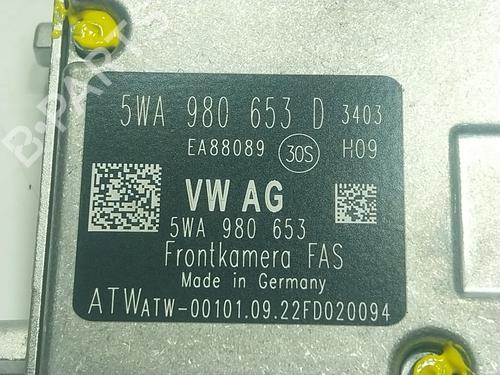 5WA 980 653 D 3403
EA88089 30S H09
VW AG
5WA 980 653
Frontkamera FAS
Made in Germany
ATW ATW-00101.09.22FD020094
B-PARTS